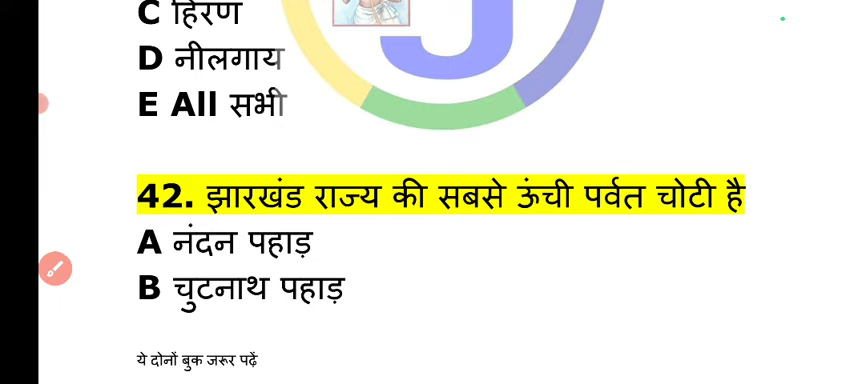 C हिरण
D नीलगाय
E All सभी
42. झारखंड राज्य की सबसे ऊंची पर्वत चोटी है
A नंदन पहाड़
B चुटनाथ पहाड़
ये दोनों बुक जरूर पढ़ें